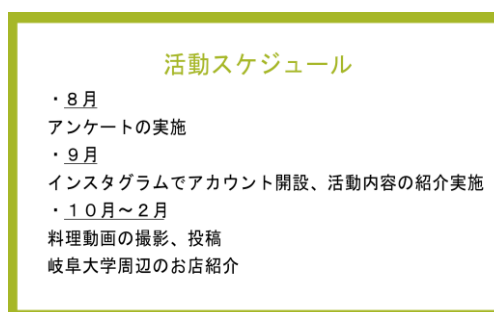 活動スケジュール
・８月
アンケートの実施
・９月
インスタグラムでアカウント開設、活動内容の紹介実施
・１０月～２月
料理動画の撮影、投稿
岐阜大学周辺のお店紹介